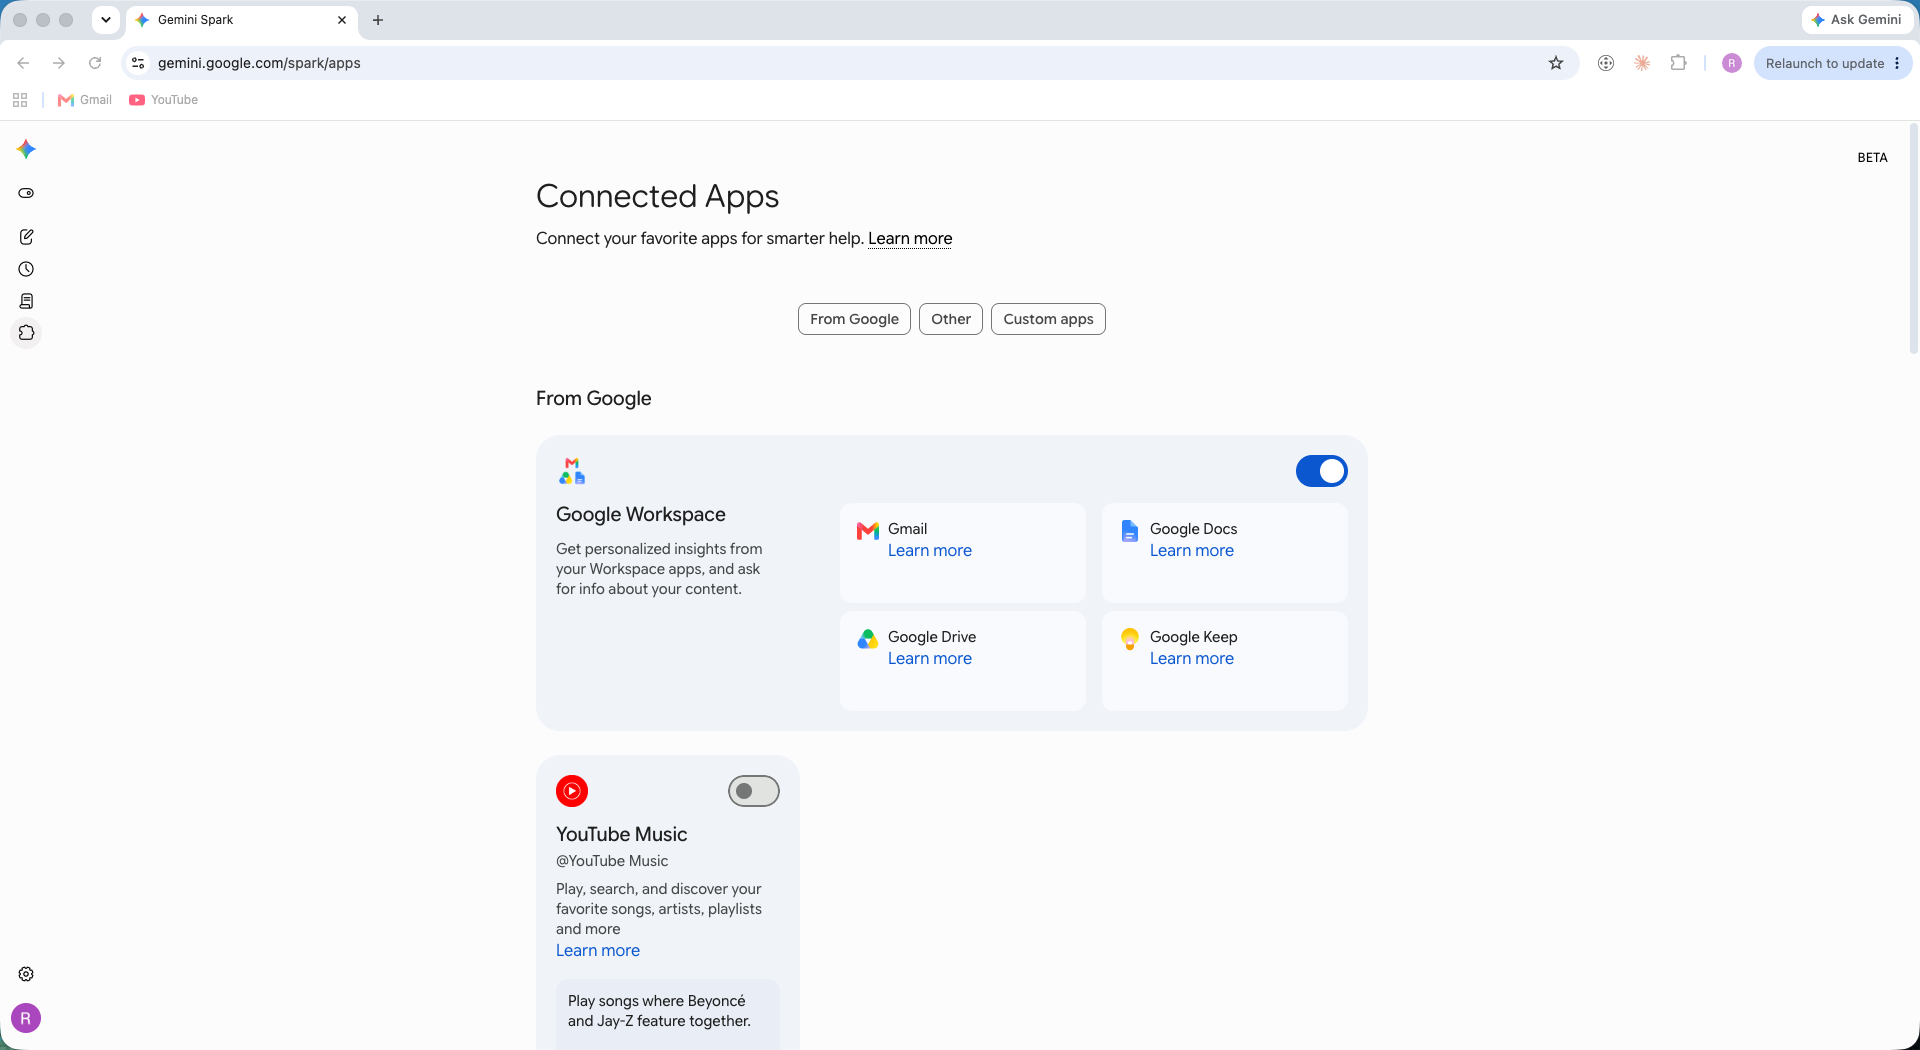 Gemini Spark
Ask Gemini
gemini.google.com/spark/apps
R
Relaunch to update
Gmail
YouTube
BETA
Connected Apps
Connect your favorite apps for smarter help. Learn more
From Google
Other
Custom apps
From Google
Google Workspace
Get personalized insights from
your Workspace apps, and ask
for info about your content.
Gmail
Learn more
Google Docs
Learn more
Google Drive
Learn more
Google Keep
Learn more
YouTube Music
@YouTube Music
Play, search, and discover your
favorite songs, artists, playlists
and more
Learn more
Play songs where Beyoncé
and Jay-Z feature together.
R